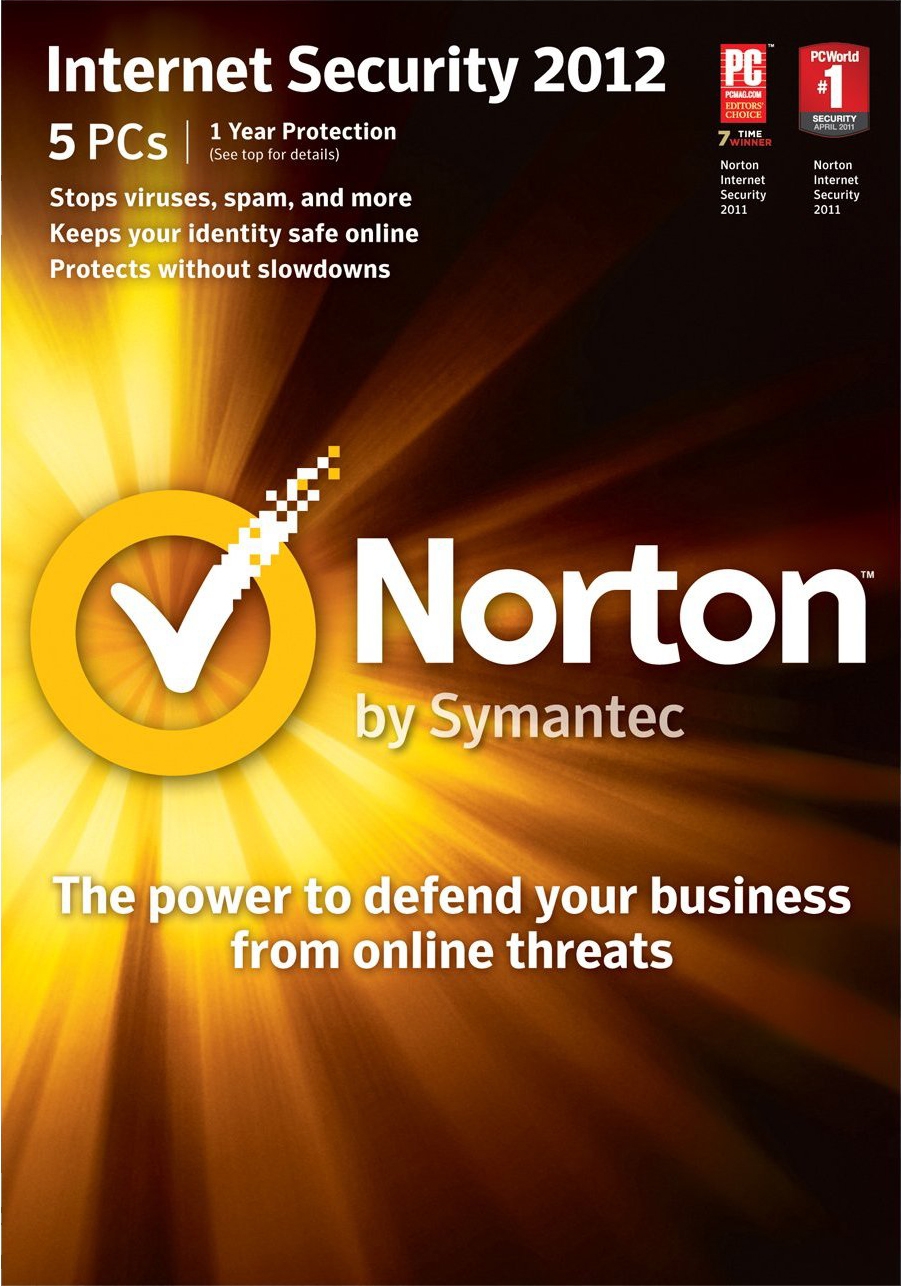 Internet Security 2012
5 PCs | 1 Year Protection
(See top for details)
Stops viruses, spam, and more
Keeps your identity safe online
Protects without slowdowns
PC™
PCMAG.COM
EDITORS'
CHOICE
7 TIME
WINNER
Norton
Internet
Security
2011
PCWorld
#1
SECURITY
APRIL 2011
Norton
Internet
Security
2011
Norton™
by Symantec
The power to defend your business
from online threats